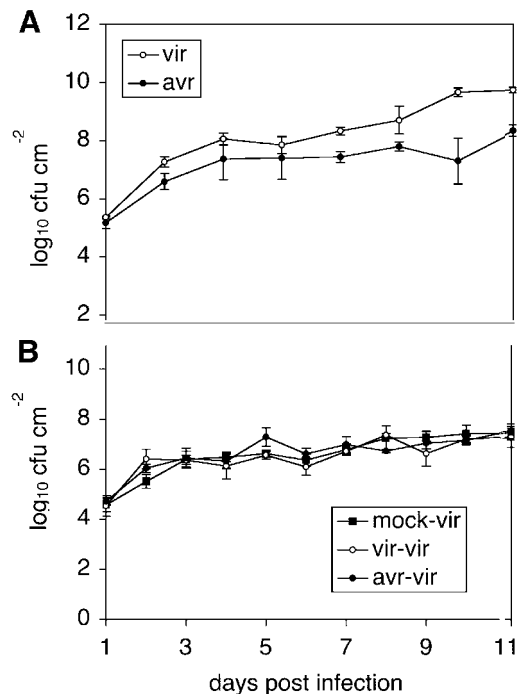 A
12
10
8
6
4
2
log₁₀ cfu cm⁻²
vir
avr
B
10
8
6
4
2
0
log₁₀ cfu cm⁻²
mock-vir
vir-vir
avr-vir
1 3 5 7 9 11
days post infection